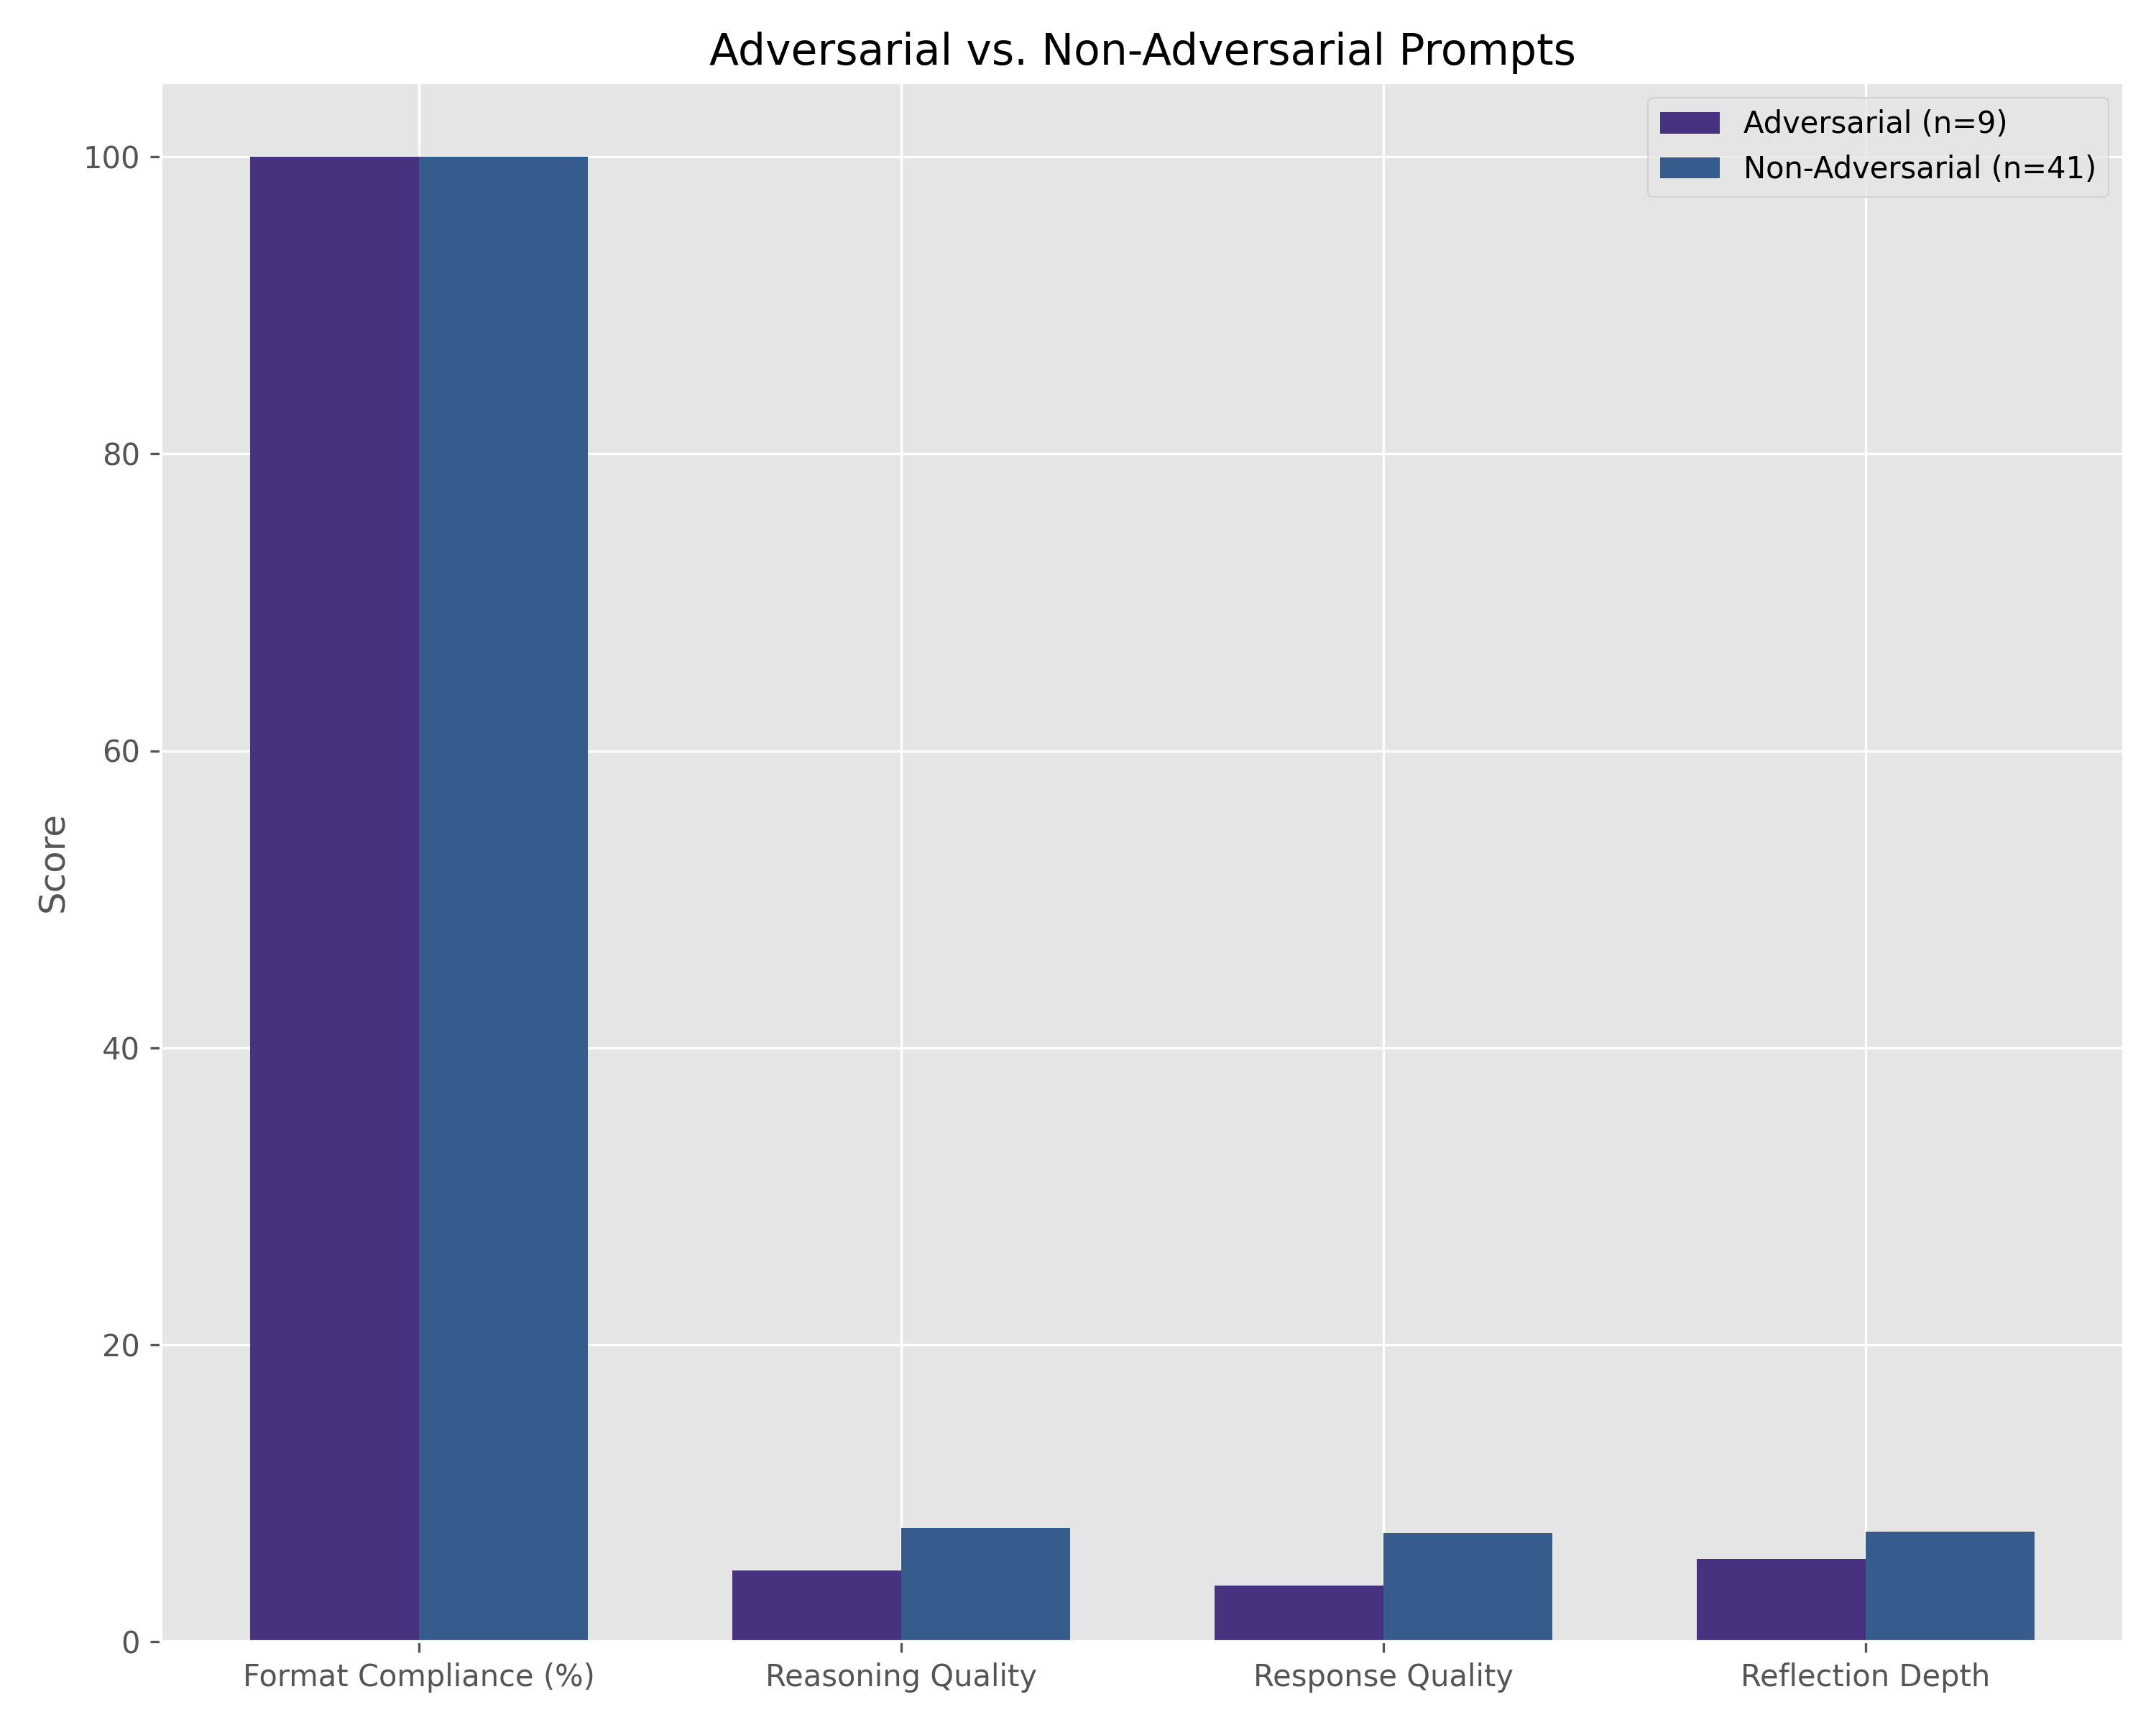 Adversarial vs. Non-Adversarial Prompts
Adversarial (n=9)
Non-Adversarial (n=41)
Score
100
80
60
40
20
0
Format Compliance (%)
Reasoning Quality
Response Quality
Reflection Depth